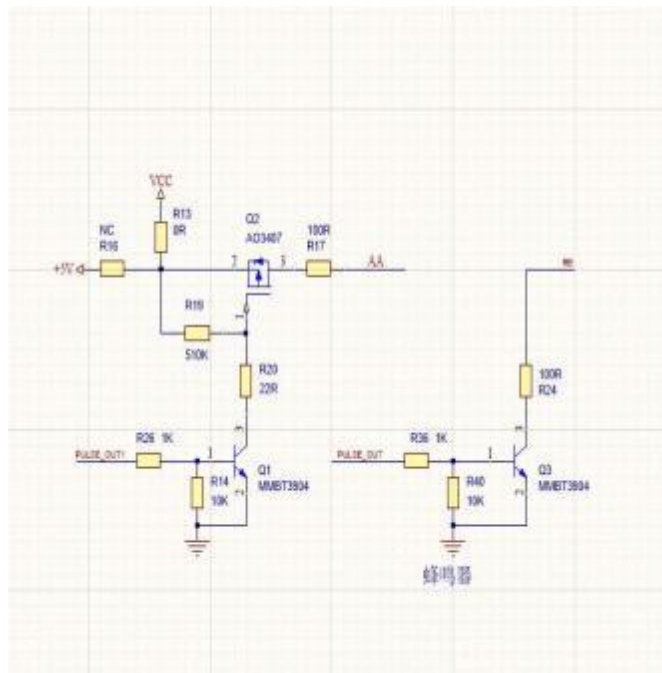 VCC
R13
0R
Q2
AO3407
NC
R16
100R
R17
+5V
2
3
AA
1
R19
510K
R20
22R
100R
R24
R26 1K
PULSE_OUT1
1
3
R14
10K
Q1
MMBT3904
2
R36 1K
PULSE_OUT
1
3
R40
10K
Q3
MMBT3904
2
蜂鸣器